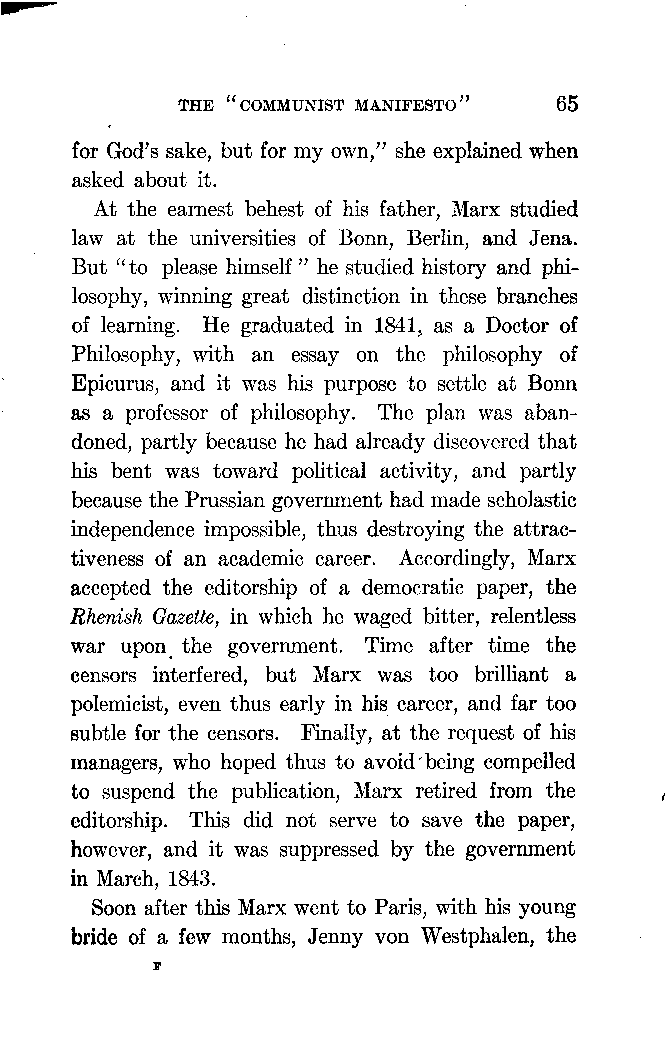 THE "COMMUNIST MANIFESTO" 65
for God's sake, but for my own," she explained when
asked about it.
At the earnest behest of his father, Marx studied
law at the universities of Bonn, Berlin, and Jena.
But "to please himself" he studied history and phi-
losophy, winning great distinction in these branches
of learning. He graduated in 1841, as a Doctor of
Philosophy, with an essay on the philosophy of
Epicurus, and it was his purpose to settle at Bonn
as a professor of philosophy. The plan was aban-
doned, partly because he had already discovered that
his bent was toward political activity, and partly
because the Prussian government had made scholastic
independence impossible, thus destroying the attrac-
tiveness of an academic career. Accordingly, Marx
accepted the editorship of a democratic paper, the
Rhenish Gazette, in which he waged bitter, relentless
war upon the government. Time after time the
censors interfered, but Marx was too brilliant a
polemicist, even thus early in his career, and far too
subtle for the censors. Finally, at the request of his
managers, who hoped thus to avoid being compelled
to suspend the publication, Marx retired from the
editorship. This did not serve to save the paper,
however, and it was suppressed by the government
in March, 1843.
Soon after this Marx went to Paris, with his young
bride of a few months, Jenny von Westphalen, the
F